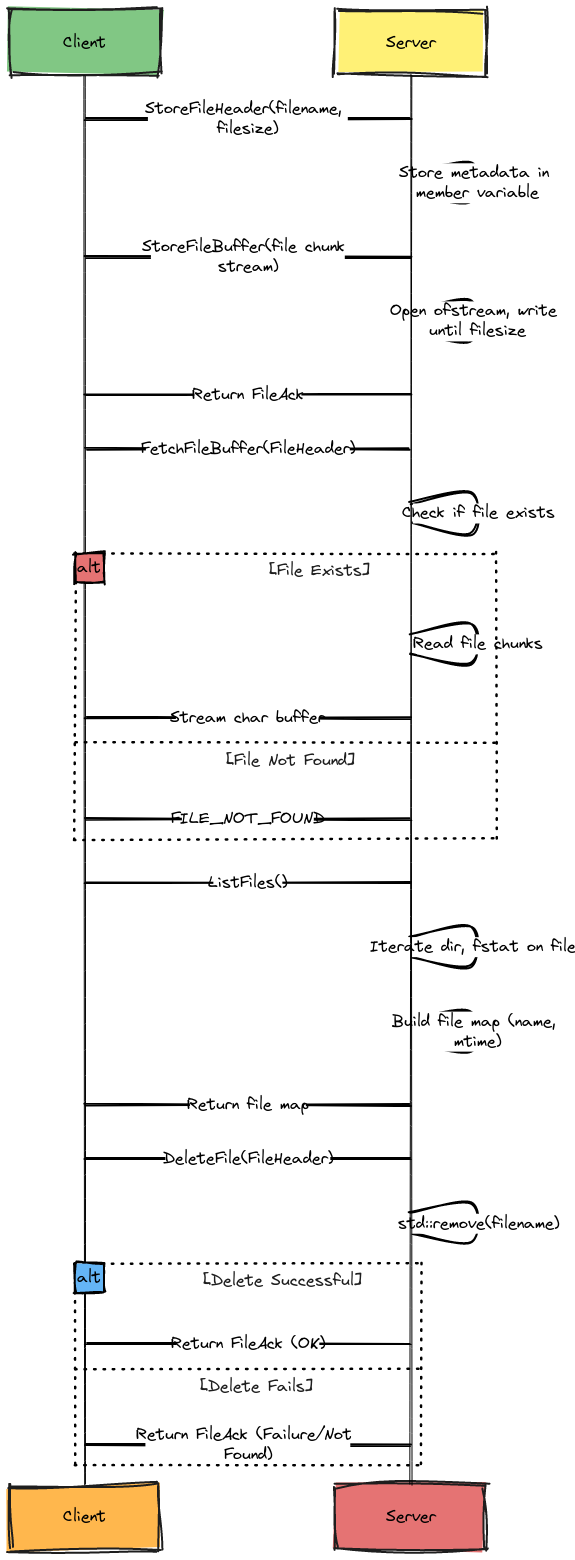 Client
Server
StoreFileHeader(filename,
filesize)
Store metadata in
member variable
StoreFileBuffer(file chunk
stream)
Open ofstream, write
until filesize
Return FileAck
FetchFileBuffer(FileHeader)
Check if file exists
alt
[File Exists]
Read file chunks
Stream char buffer
[File Not Found]
FILE_NOT_FOUND
ListFiles()
Iterate dir, fstat on file
Build file map (name,
mtime)
Return file map
DeleteFile(FileHeader)
std::remove(filename)
alt
[Delete Successful]
Return FileAck (OK)
[Delete Fails]
Return FileAck (Failure/Not
Found)
Client
Server